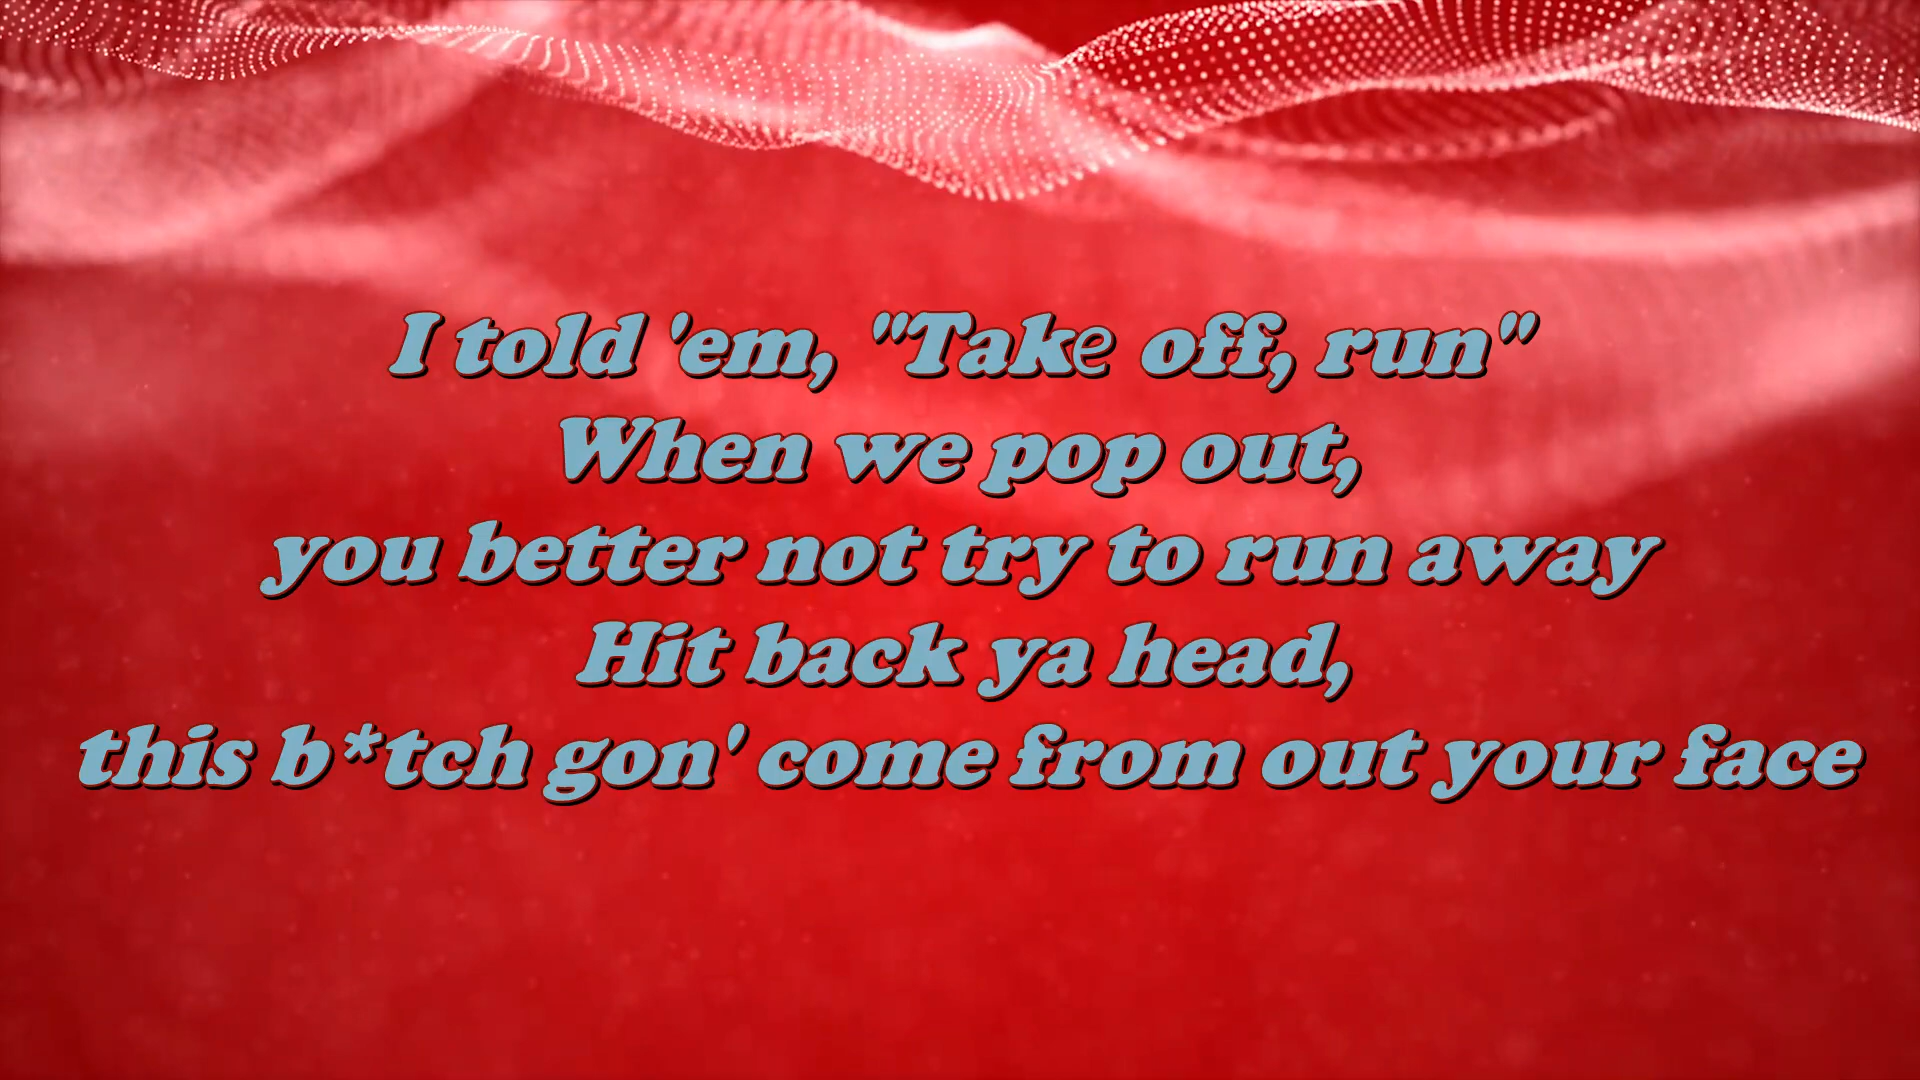 I told 'em, "Takе off, run"
When we pop out,
you better not try to run away
Hit back ya head,
this b*tch gon' come from out your face